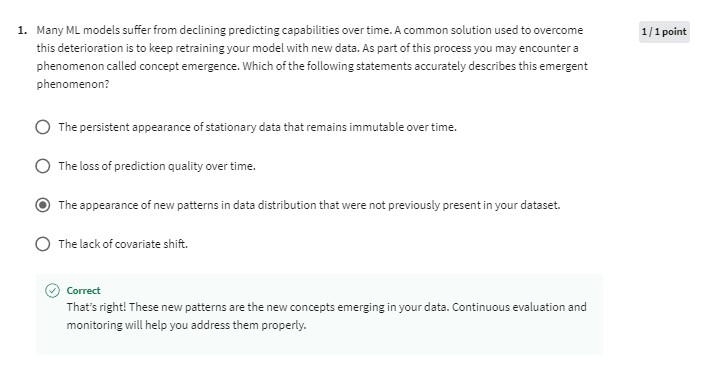 1. Many ML models suffer from declining predicting capabilities over time. A common solution used to overcome
this deterioration is to keep retraining your model with new data. As part of this process you may encounter a
phenomenon called concept emergence. Which of the following statements accurately describes this emergent
phenomenon?
1 / 1 point
The persistent appearance of stationary data that remains immutable over time.
The loss of prediction quality over time.
The appearance of new patterns in data distribution that were not previously present in your dataset.
The lack of covariate shift.
Correct
That's right! These new patterns are the new concepts emerging in your data. Continuous evaluation and
monitoring will help you address them properly.